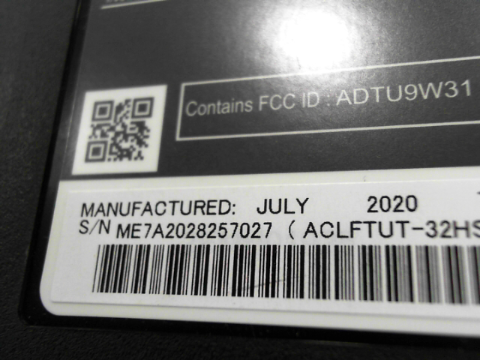 Contains FCC ID : ADTU9W31
MANUFACTURED: JULY 2020
S/N ME7A2028257027 ( ACLFTUT-32HS